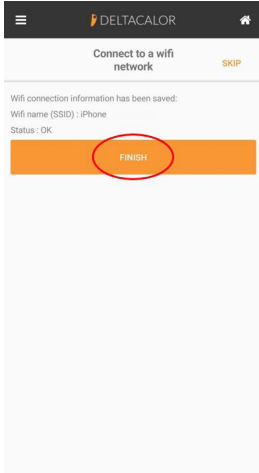 DELTACALOR
Connect to a wifi
network
SKIP
Wifi connection information has been saved:
Wifi name (SSID) : iPhone
Status : OK
FINISH